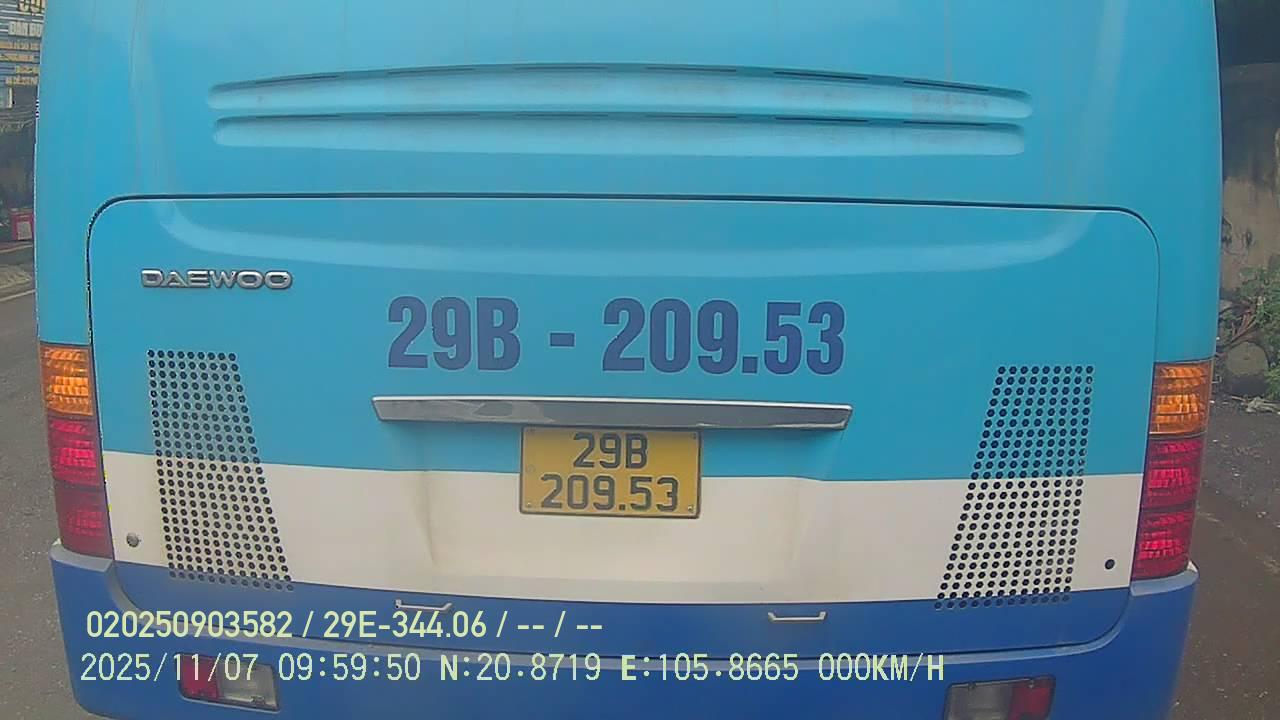 DAEWOO
29B - 209.53
29B
209.53
020250903582 / 29E-344.06 / -- / --
2025/11/07 09:59:50 N:20.8719 E:105.8665 000KM/H